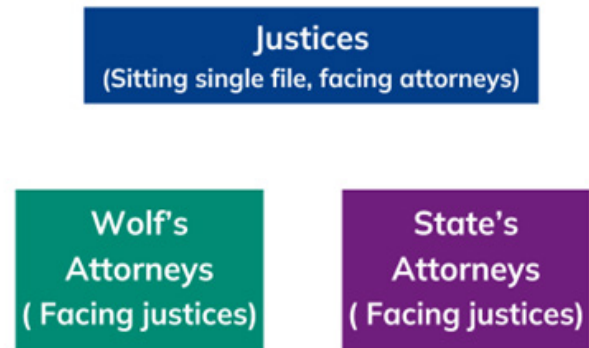 Justices
(Sitting single file, facing attorneys)
Wolf's
Attorneys
( Facing justices)
State's
Attorneys
( Facing justices)